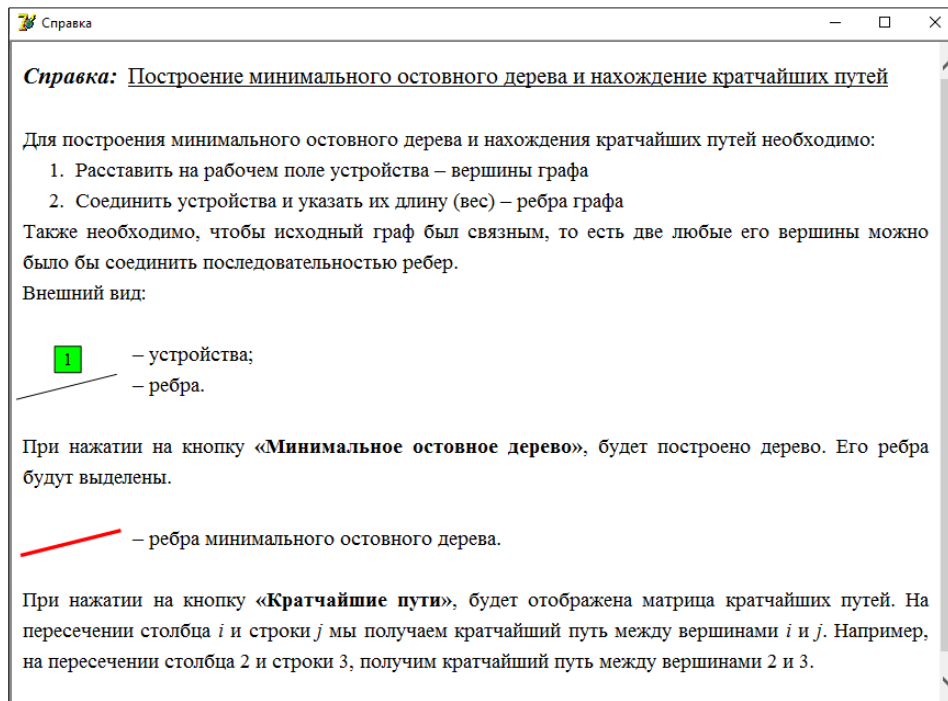 Справка
Справка: Построение минимального остовного дерева и нахождение кратчайших путей
Для построения минимального остовного дерева и нахождения кратчайших путей необходимо:
1. Расставить на рабочем поле устройства – вершины графа
2. Соединить устройства и указать их длину (вес) – ребра графа
Также необходимо, чтобы исходный граф был связным, то есть две любые его вершины можно
было бы соединить последовательностью ребер.
Внешний вид:
1 – устройства;
– ребра.
При нажатии на кнопку «Минимальное остовное дерево», будет построено дерево. Его ребра
будут выделены.
– ребра минимального остовного дерева.
При нажатии на кнопку «Кратчайшие пути», будет отображена матрица кратчайших путей. На
пересечении столбца i и строки j мы получаем кратчайший путь между вершинами i и j. Например,
на пересечении столбца 2 и строки 3, получим кратчайший путь между вершинами 2 и 3.